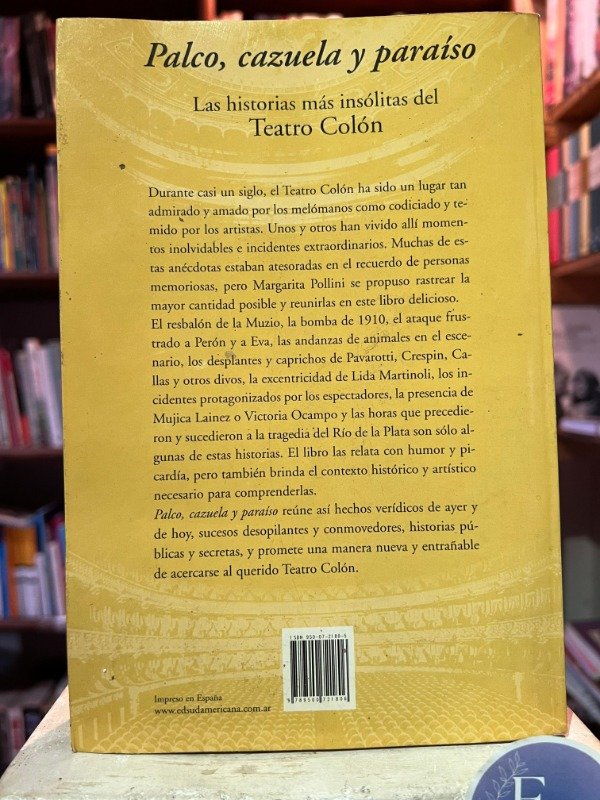 Palco, cazuela y paraíso
Las historias más insólitas del
Teatro Colón
Durante casi un siglo, el Teatro Colón ha sido un lugar tan
admirado y amado por los melómanos como codiciado y te-
mido por los artistas. Unos y otros han vivido allí momen-
tos inolvidables e incidentes extraordinarios. Muchas de es-
tas anécdotas estaban atesoradas en el recuerdo de personas
memoriosas, pero Margarita Pollini se propuso rastrear la
mayor cantidad posible y reunirlas en este libro delicioso.
El resbalón de la Muzio, la bomba de 1910, el ataque frus-
trado a Perón y a Eva, las andanzas de animales en el esce-
nario, los desplantes y caprichos de Pavarotti, Crespin, Ca-
llas y otros divos, la excentricidad de Lida Martinoli, los in-
cidentes protagonizados por los espectadores, la presencia de
Mujica Lainez o Victoria Ocampo y las horas que precedie-
ron y sucedieron a la tragedia del Río de la Plata son sólo al-
gunas de estas historias. El libro las relata con humor y pi-
cardía, pero también brinda el contexto histórico y artístico
necesario para comprenderlas.
Palco, cazuela y paraíso reúne así hechos verídicos de ayer y
de hoy, sucesos desopilantes y conmovedores, historias pú-
blicas y secretas, y promete una manera nueva y entrañable
de acercarse al querido Teatro Colón.
ISBN 950-07-2180-5
9 789500 721806
Impreso en España
www.edsudamericana.com.ar
E